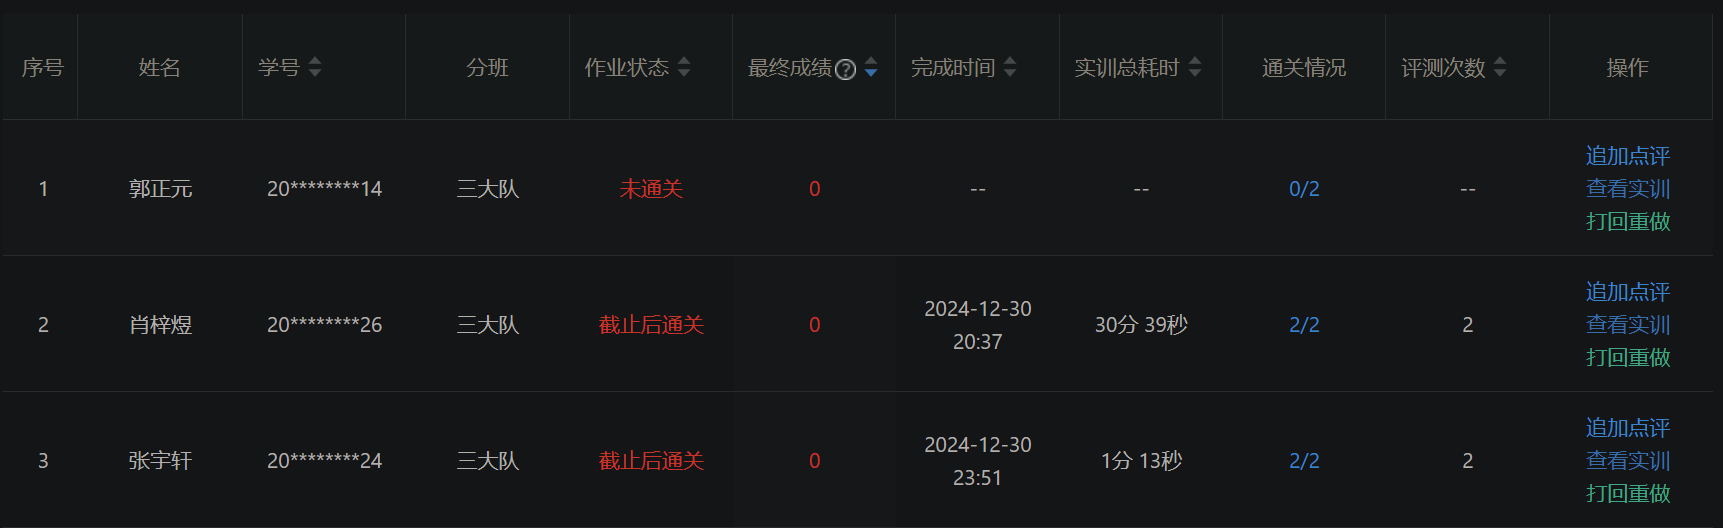 序号 姓名 学号 分班 作业状态 最终成绩? 完成时间 实训总耗时 通关情况 评测次数 操作
1 郭正元 20********14 三大队 未通关 0 -- -- 0/2 -- 追加点评
查看实训
打回重做
2 肖梓煜 20********26 三大队 截止后通关 0 2024-12-30
20:37 30分 39秒 2/2 2 追加点评
查看实训
打回重做
3 张宇轩 20********24 三大队 截止后通关 0 2024-12-30
23:51 1分 13秒 2/2 2 追加点评
查看实训
打回重做